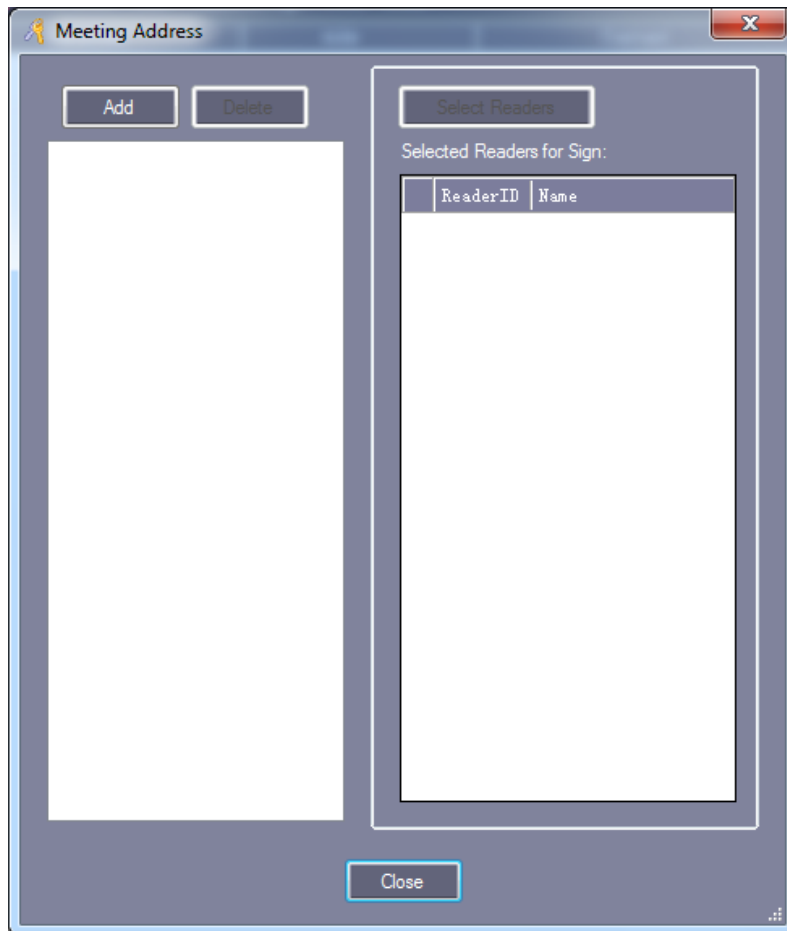 Meeting Address
Add
Delete
Select Readers
Selected Readers for Sign:
ReaderID Name
Close